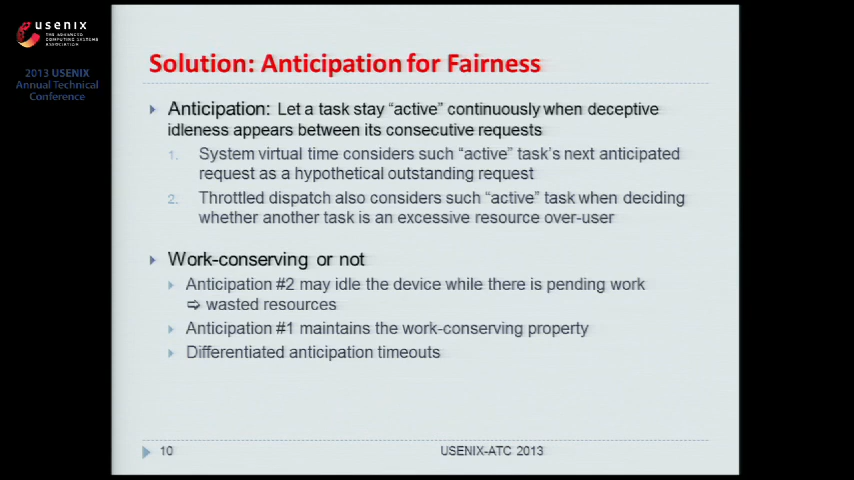 usenix
THE ADVANCED
COMPUTING SYSTEMS
ASSOCIATION
2013 USENIX
Annual Technical
Conference
Solution: Anticipation for Fairness
Anticipation: Let a task stay “active” continuously when deceptive
idleness appears between its consecutive requests
1. System virtual time considers such “active” task’s next anticipated
request as a hypothetical outstanding request
2. Throttled dispatch also considers such “active” task when deciding
whether another task is an excessive resource over-user
Work-conserving or not
Anticipation #2 may idle the device while there is pending work
⇨ wasted resources
Anticipation #1 maintains the work-conserving property
Differentiated anticipation timeouts
10
USENIX-ATC 2013